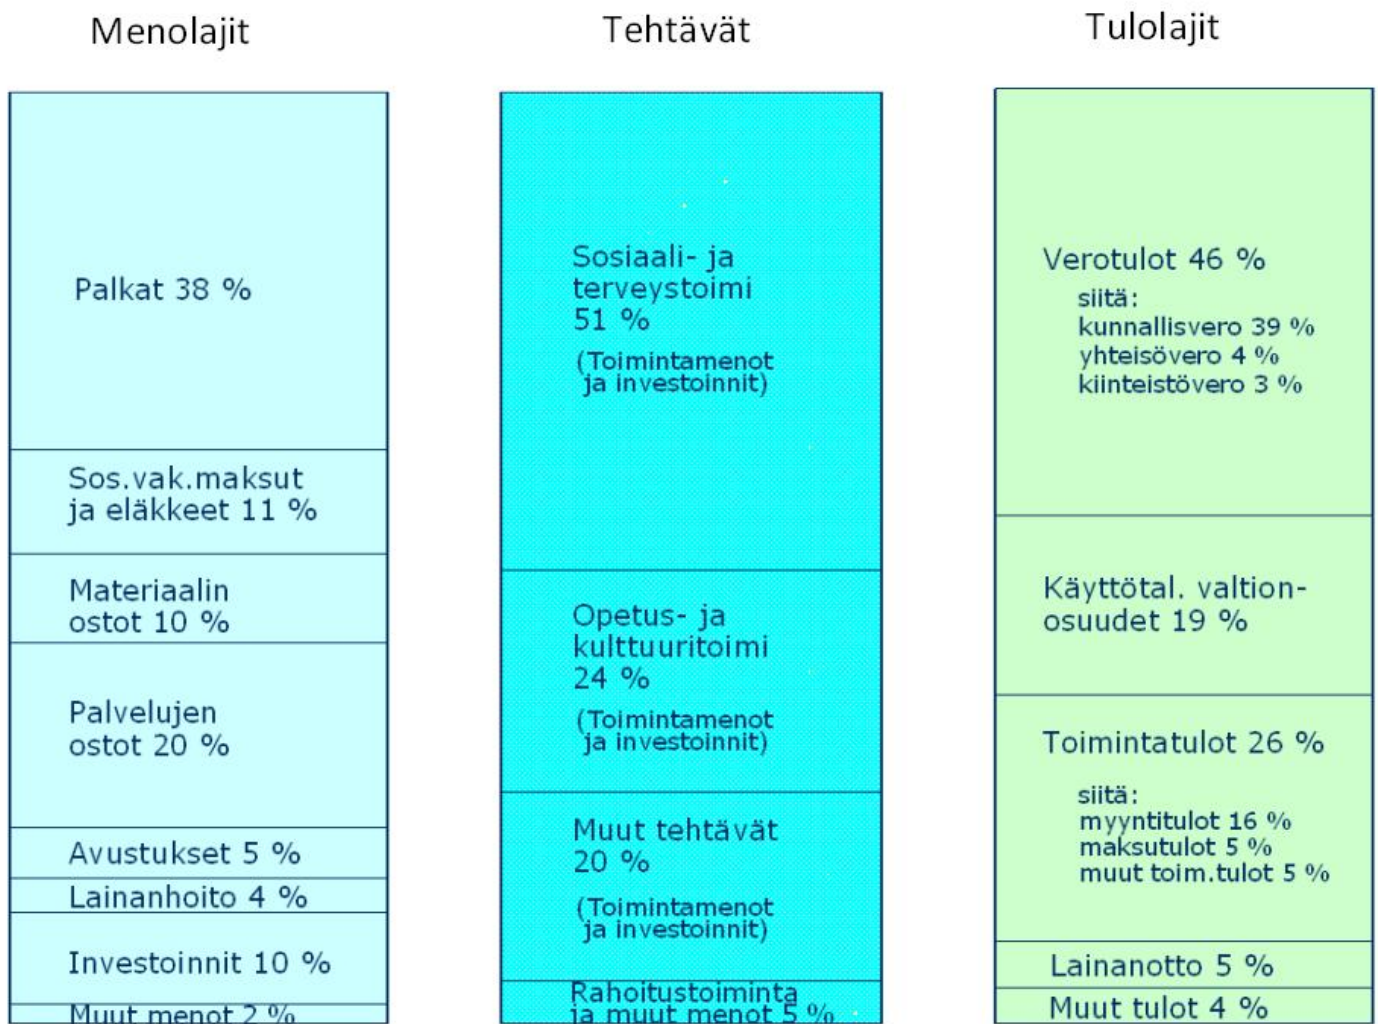 Menolajit
Palkat 38 %
Sos.vak.maksut
ja eläkkeet 11 %
Materiaalin
ostot 10 %
Palvelujen
ostot 20 %
Avustukset 5 %
Lainanhoito 4 %
Investoinnit 10 %
Muut menot 2 %
Tehtävät
Sosiaali- ja
terveystoimi
51 %
(Toimintamenot
ja investoinnit)
Opetus- ja
kulttuuritoimi
24 %
(Toimintamenot
ja investoinnit)
Muut tehtävät
20 %
(Toimintamenot
ja investoinnit)
Rahoitustoiminta
ja muut menot 5 %
Tulolajit
Verotulot 46 %
siitä:
kunnallisvero 39 %
yhteisövero 4 %
kiinteistövero 3 %
Käyttötal. valtion-
osuudet 19 %
Toimintatulot 26 %
siitä:
myyntitulot 16 %
maksutulot 5 %
muut toim.tulot 5 %
Lainanotto 5 %
Muut tulot 4 %